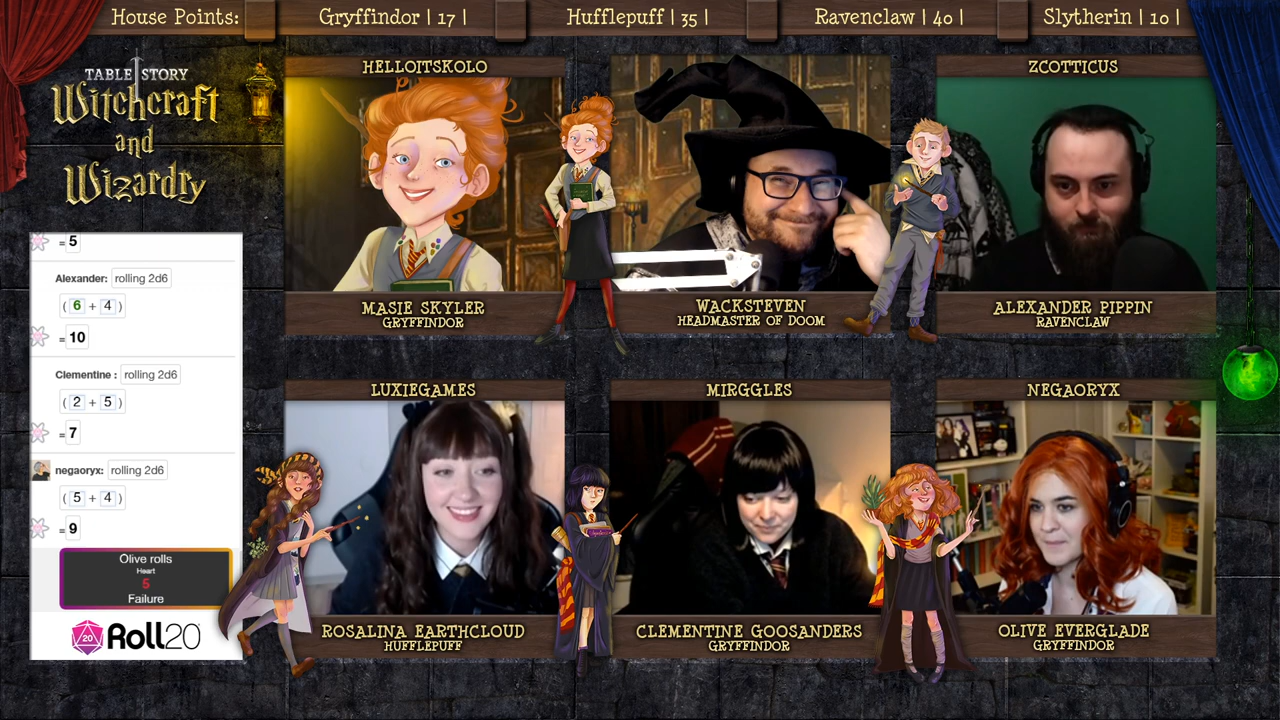 House Points:
Gryffindor | 17 |
Hufflepuff | 35 |
Ravenclaw | 40 |
Slytherin | 10 |
TABLE STORY
Witchcraft
and
Wizardry
= 5
Alexander: rolling 2d6
( 6 + 4 )
= 10
Clementine : rolling 2d6
( 2 + 5 )
= 7
negaoryx: rolling 2d6
( 5 + 4 )
= 9
Olive rolls
Heart
5
Failure
20 Roll20
HELLOITSKOLO
MASIE SKYLER
GRYFFINDOR
WACKSTEVEN
HEADMASTER OF DOOM
ZCOTTICUS
ALEXANDER PIPPIN
RAVENCLAW
LUXIEGAMES
ROSALINA EARTHCLOUD
HUFFLEPUFF
MIRGGLES
CLEMENTINE GOOSANDERS
GRYFFINDOR
NEGAORYX
OLIVE EVERGLADE
GRYFFINDOR